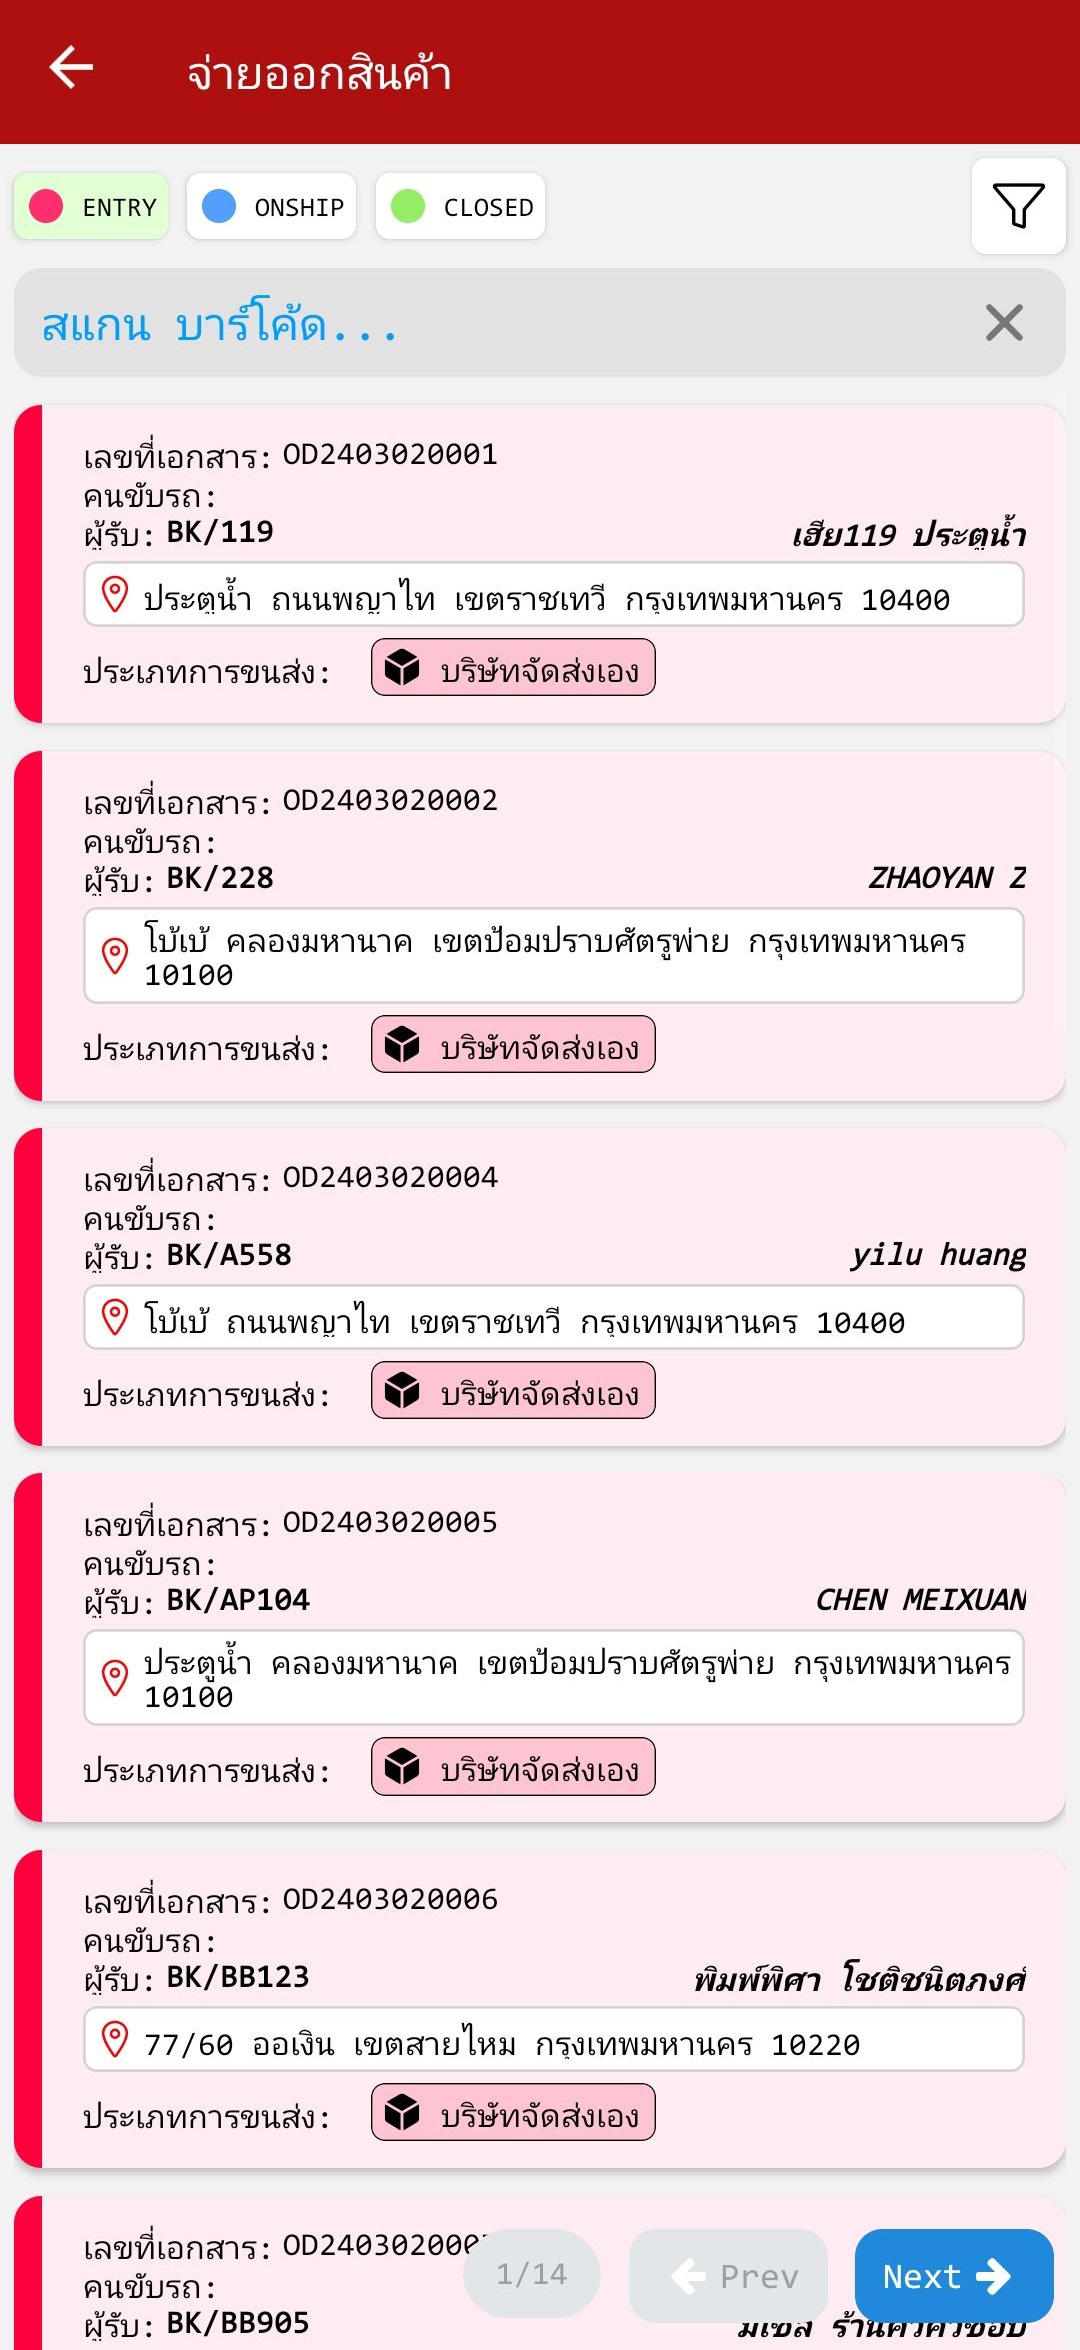 จ่ายออกสินค้า
ENTRY ONSHIP CLOSED
สแกน บาร์โค้ด...
เลขที่เอกสาร: OD2403020001
คนขับรถ:
ผู้รับ: BK/119 เฮีย119 ประตูน้ำ
ประตูน้ำ ถนนพญาไท เขตราชเทวี กรุงเทพมหานคร 10400
ประเภทการขนส่ง: บริษัทจัดส่งเอง
เลขที่เอกสาร: OD2403020002
คนขับรถ:
ผู้รับ: BK/228 ZHAOYAN Z
โบ้เบ้ คลองมหานาค เขตป้อมปราบศัตรูพ่าย กรุงเทพมหานคร
10100
ประเภทการขนส่ง: บริษัทจัดส่งเอง
เลขที่เอกสาร: OD2403020004
คนขับรถ:
ผู้รับ: BK/A558 yilu huang
โบ้เบ้ ถนนพญาไท เขตราชเทวี กรุงเทพมหานคร 10400
ประเภทการขนส่ง: บริษัทจัดส่งเอง
เลขที่เอกสาร: OD2403020005
คนขับรถ:
ผู้รับ: BK/AP104 CHEN MEIXUAN
ประตูน้ำ คลองมหานาค เขตป้อมปราบศัตรูพ่าย กรุงเทพมหานคร
10100
ประเภทการขนส่ง: บริษัทจัดส่งเอง
เลขที่เอกสาร: OD2403020006
คนขับรถ:
ผู้รับ: BK/BB123 พิมพ์พิศา โชติชนิตภงศ์
77/60 ออเงิน เขตสายไหม กรุงเทพมหานคร 10220
ประเภทการขนส่ง: บริษัทจัดส่งเอง
เลขที่เอกสาร:
คนขับรถ:
ผู้รับ: BK/BB905
1/14 Prev Next